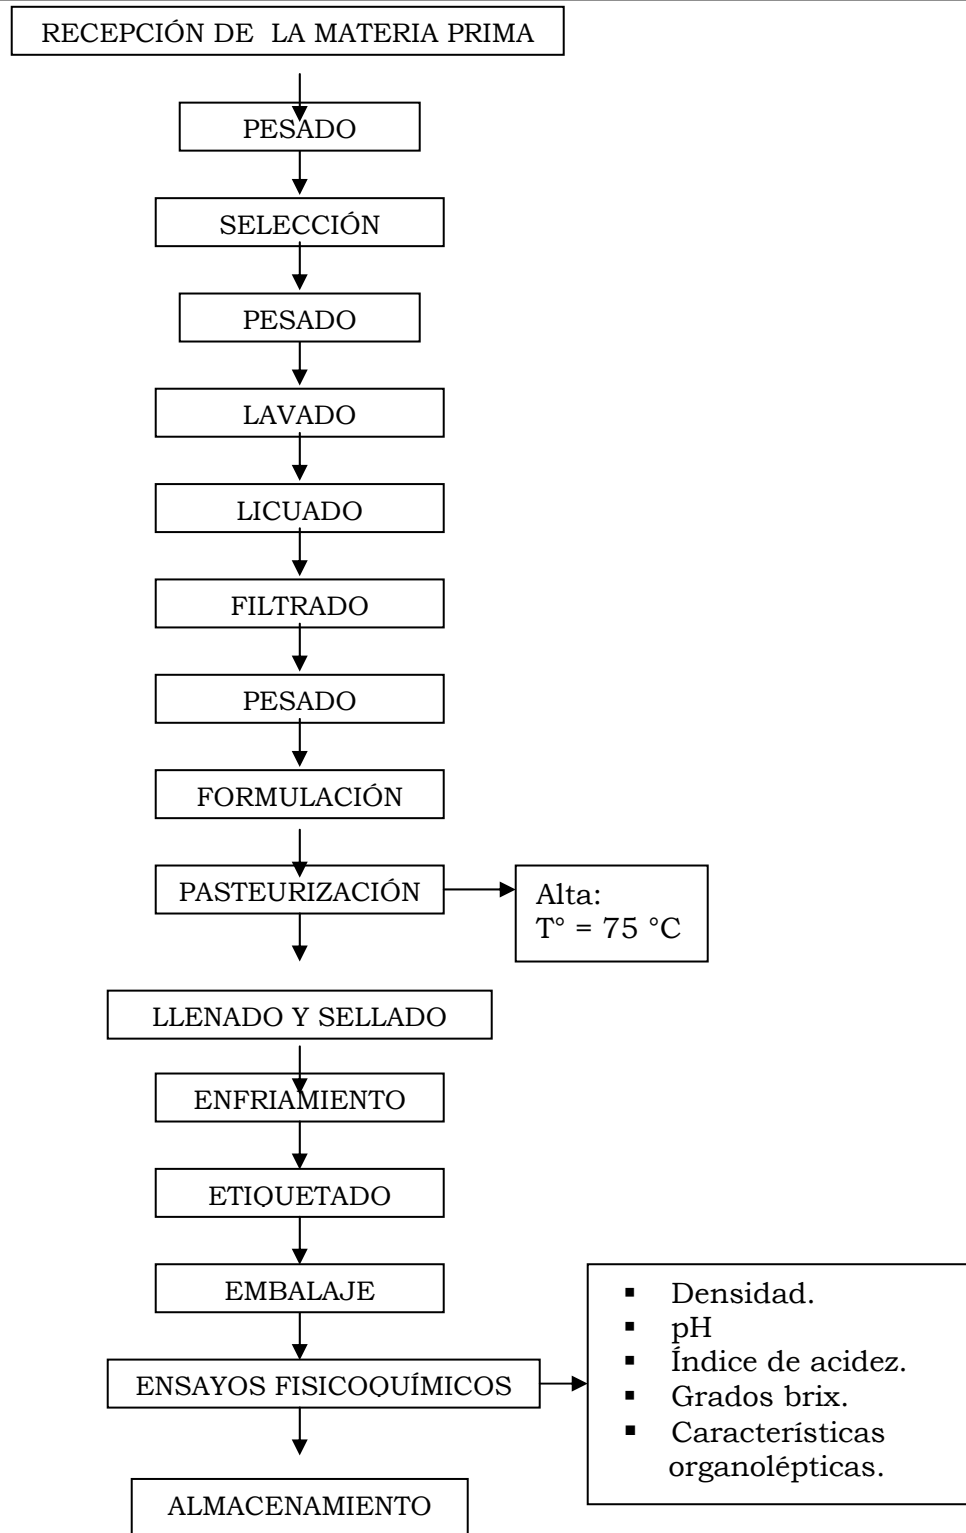 RECEPCIÓN DE LA MATERIA PRIMA
PESADO
SELECCIÓN
PESADO
LAVADO
LICUADO
FILTRADO
PESADO
FORMULACIÓN
PASTEURIZACIÓN
Alta:
T° = 75 °C
LLENADO Y SELLADO
ENFRIAMIENTO
ETIQUETADO
EMBALAJE
ENSAYOS FISICOQUÍMICOS
▪ Densidad.
▪ pH
▪ Índice de acidez.
▪ Grados brix.
▪ Características
organolépticas.
ALMACENAMIENTO